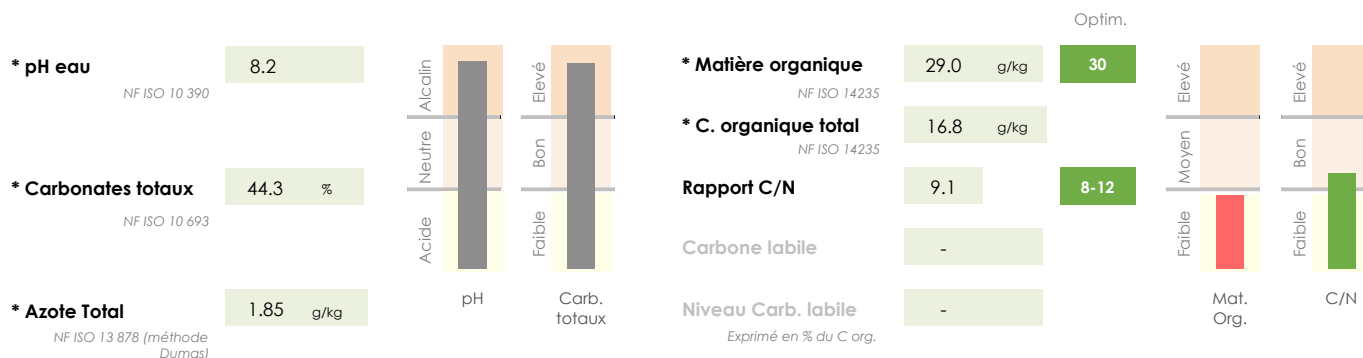 * pH eau
8.2
NF ISO 10 390
* Carbonates totaux
44.3 %
NF ISO 10 693
* Azote Total
1.85 g/kg
NF ISO 13 878 (méthode
Dumas)
Alcalin
Neutre
Acide
pH
Elevé
Bon
Faible
Carb.
totaux
Optim.
* Matière organique
29.0 g/kg
30
NF ISO 14235
* C. organique total
16.8 g/kg
NF ISO 14235
Rapport C/N
9.1
8-12
Carbone labile
-
Niveau Carb. labile
-
Exprimé en % du C org.
Elevé
Moyen
Faible
Mat.
Org.
Elevé
Bon
Faible
C/N